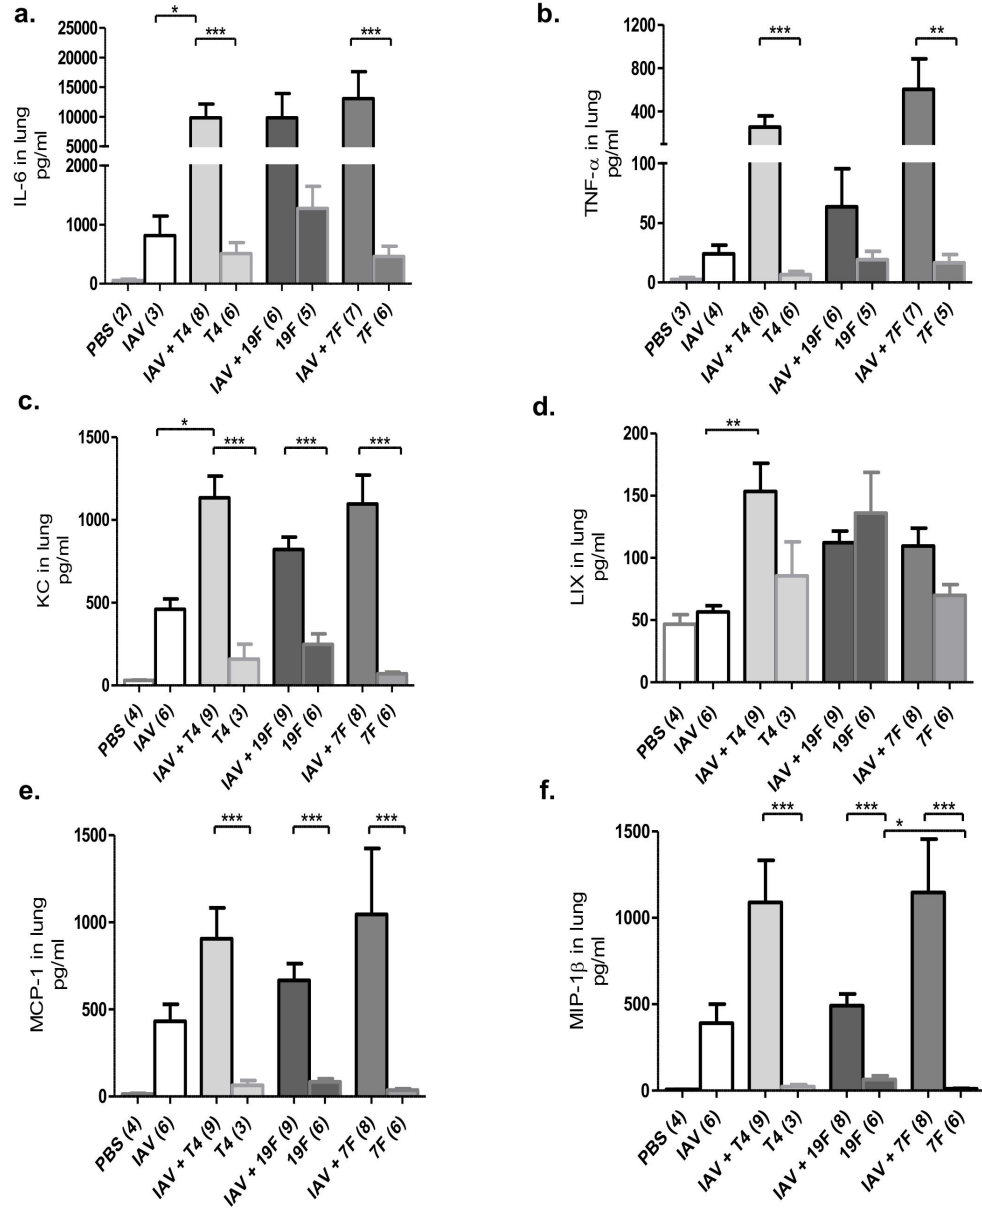 a.
*
***
***
25000
20000
15000
10000
5000
2000
1000
0
IL-6 in lung
pg/ml
PBS (2)
IAV (3)
IAV + T4 (8)
T4 (6)
IAV + 19F (6)
19F (5)
IAV + 7F (7)
7F (6)
b.
***
**
1200
800
400
100
50
0
TNF-α in lung
pg/ml
PBS (3)
IAV (4)
IAV + T4 (8)
T4 (6)
IAV + 19F (6)
19F (5)
IAV + 7F (7)
7F (5)
c.
*
***
***
***
1500
1000
500
0
KC in lung
pg/ml
PBS (4)
IAV (6)
IAV + T4 (9)
T4 (3)
IAV + 19F (9)
19F (6)
IAV + 7F (8)
7F (6)
d.
**
200
150
100
50
0
LIX in lung
pg/ml
PBS (4)
IAV (6)
IAV + T4 (9)
T4 (3)
IAV + 19F (9)
19F (6)
IAV + 7F (8)
7F (6)
e.
***
***
***
1500
1000
500
0
MCP-1 in lung
pg/ml
PBS (4)
IAV (6)
IAV + T4 (9)
T4 (3)
IAV + 19F (9)
19F (6)
IAV + 7F (8)
7F (6)
f.
***
***
***
*
1500
1000
500
0
MIP-1β in lung
pg/ml
PBS (4)
IAV (6)
IAV + T4 (9)
T4 (3)
IAV + 19F (8)
19F (6)
IAV + 7F (8)
7F (6)